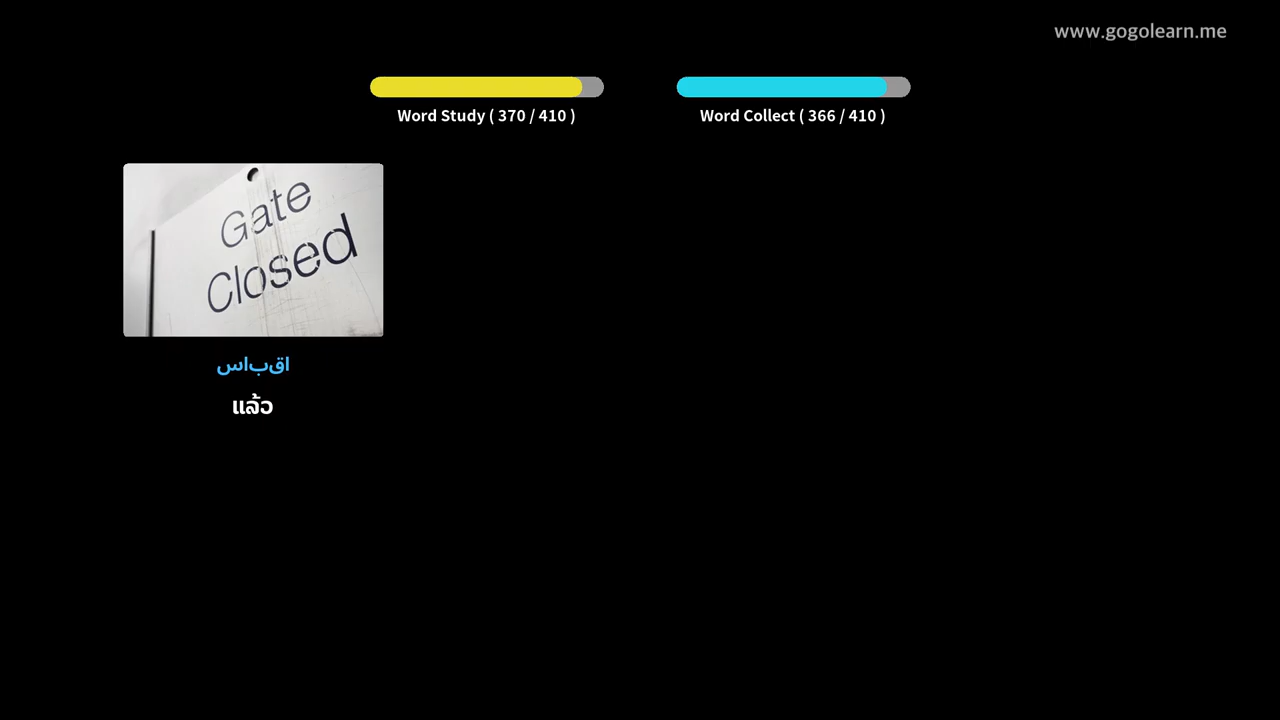 www.gogolearn.me
Word Study ( 370 / 410 )
Word Collect ( 366 / 410 )
Gate
Closed
اقباس
แล้ว